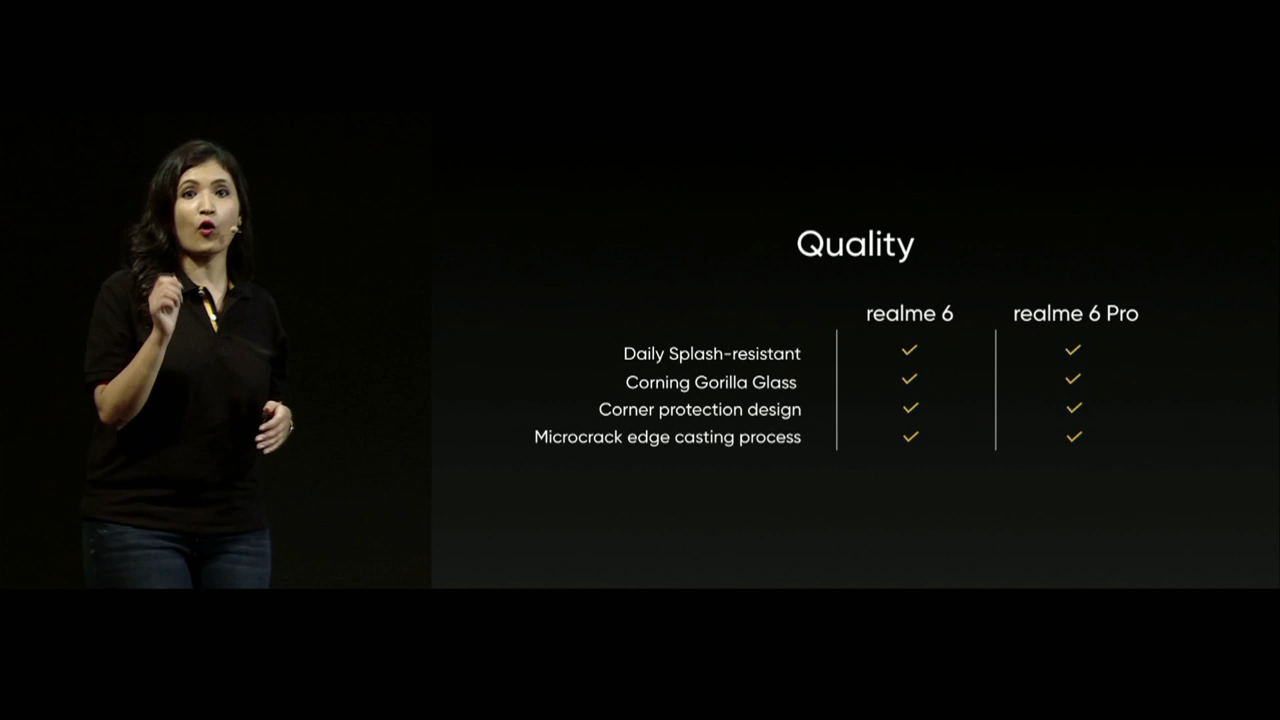 Quality
realme 6 realme 6 Pro
Daily Splash-resistant
Corning Gorilla Glass
Corner protection design
Microcrack edge casting process